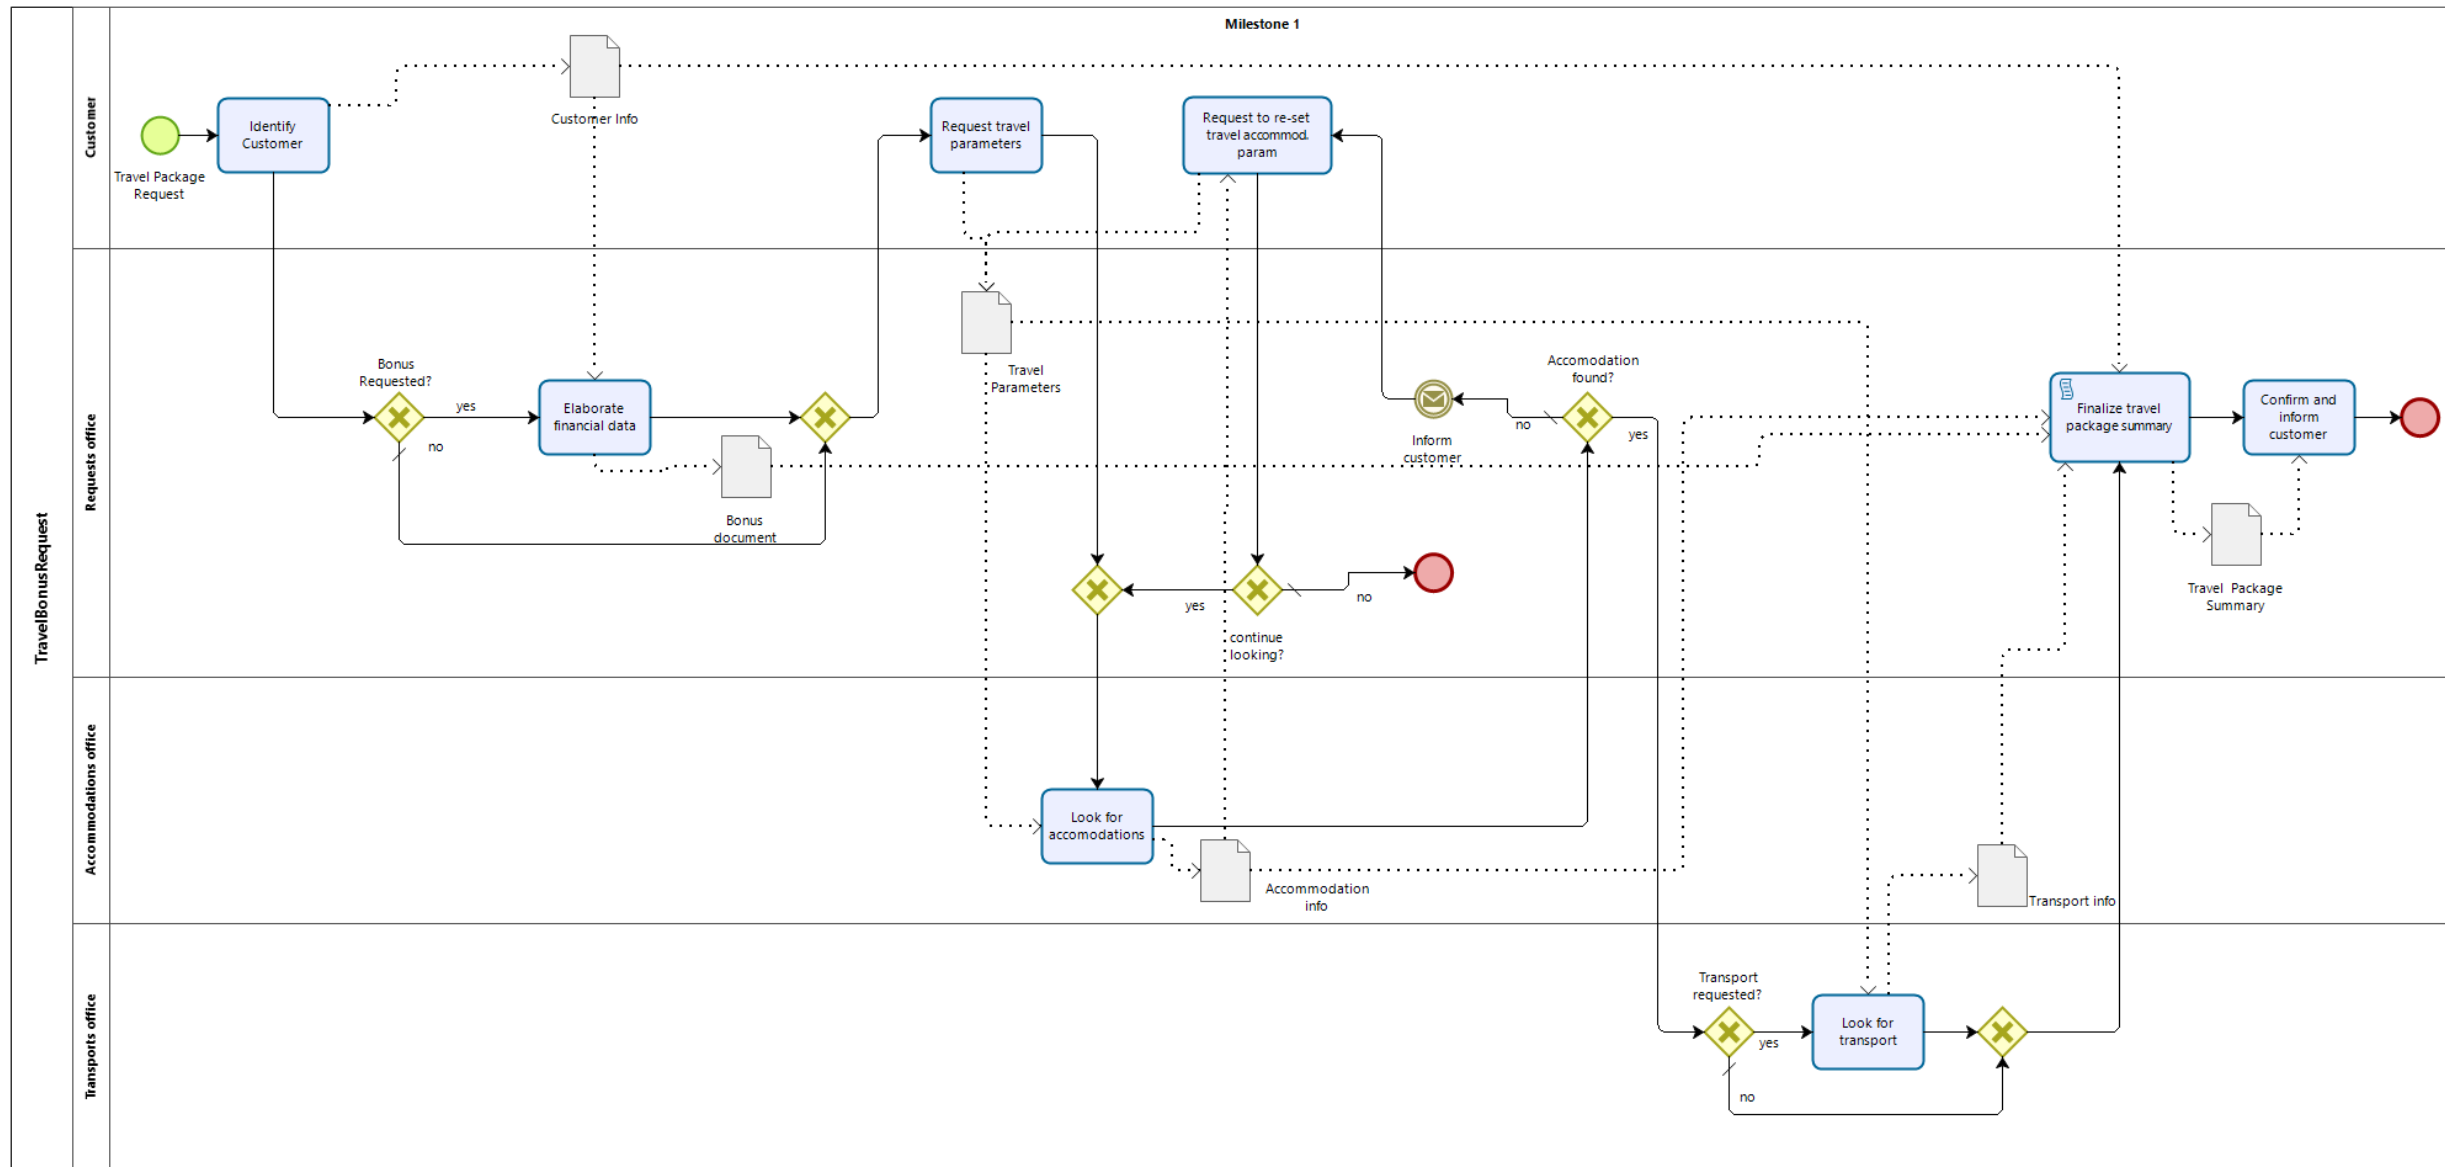 Milestone 1
TravelBonusRequest
Customer
Travel Package
Request
Identify
Customer
Customer Info
Request travel
parameters
Request to re-set
travel accommod.
param
Requests office
Bonus
Requested?
yes
no
Elaborate
financial data
Bonus
document
Travel
Parameters
yes
continue
looking?
no
Inform
customer
no
Accomodation
found?
yes
Finalize travel
package summary
Confirm and
inform
customer
Travel Package
Summary
Accommodations office
Look for
accomodations
Accommodation
info
Transport info
Transports office
Transport
requested?
yes
no
Look for
transport